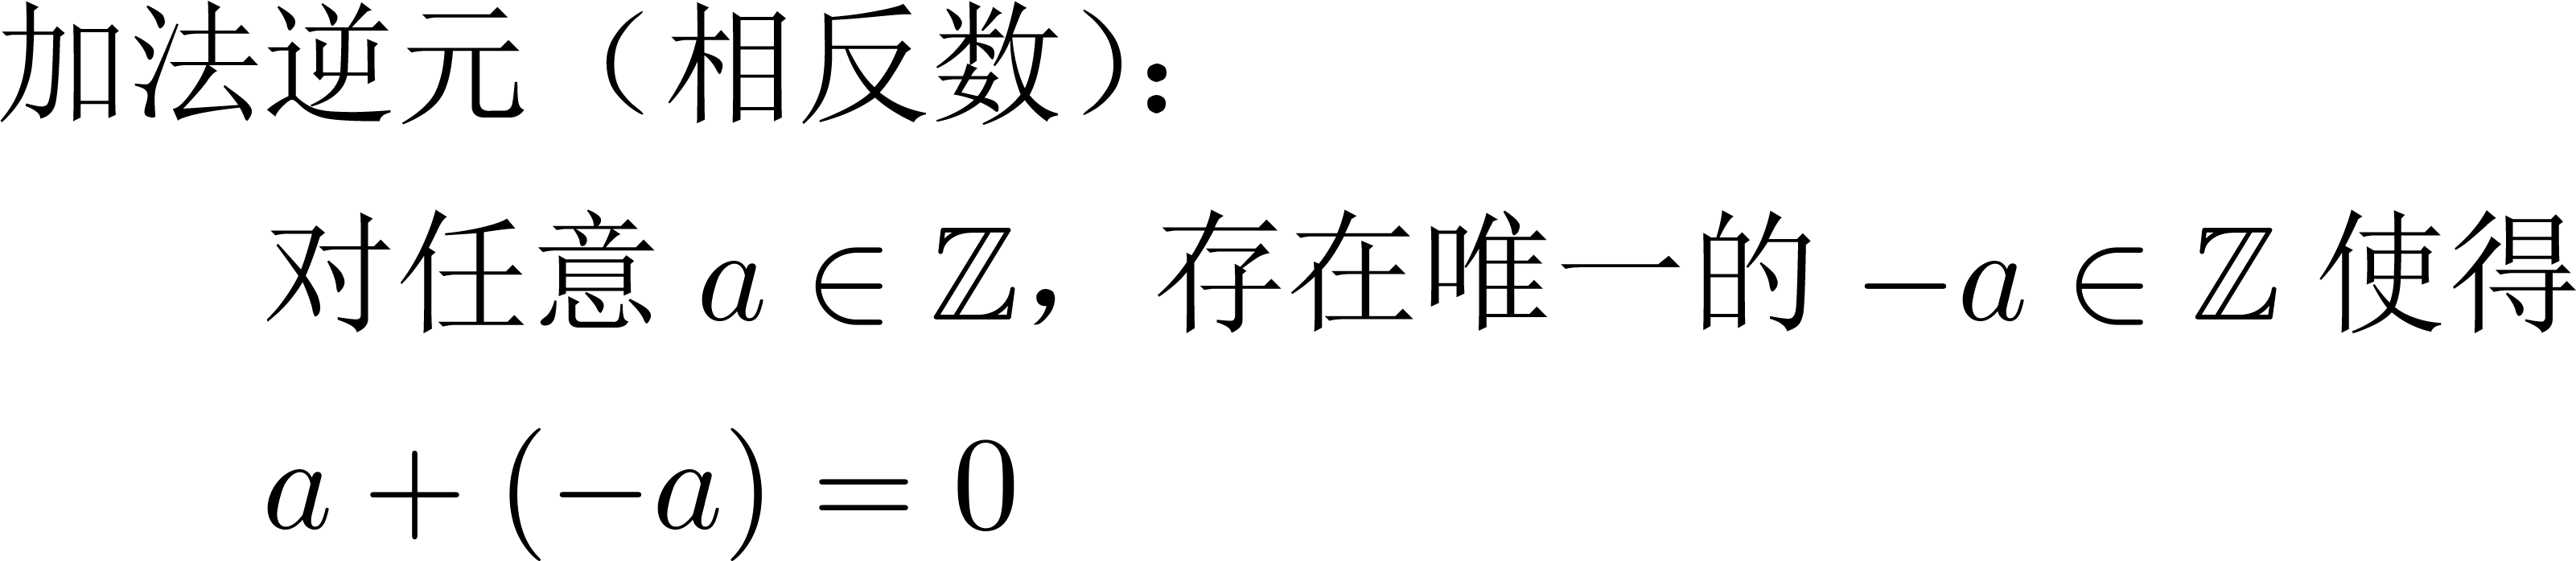 加法逆元（相反数）：
对任意 a ∈ ℤ，存在唯一的 −a ∈ ℤ 使得
a + (−a) = 0